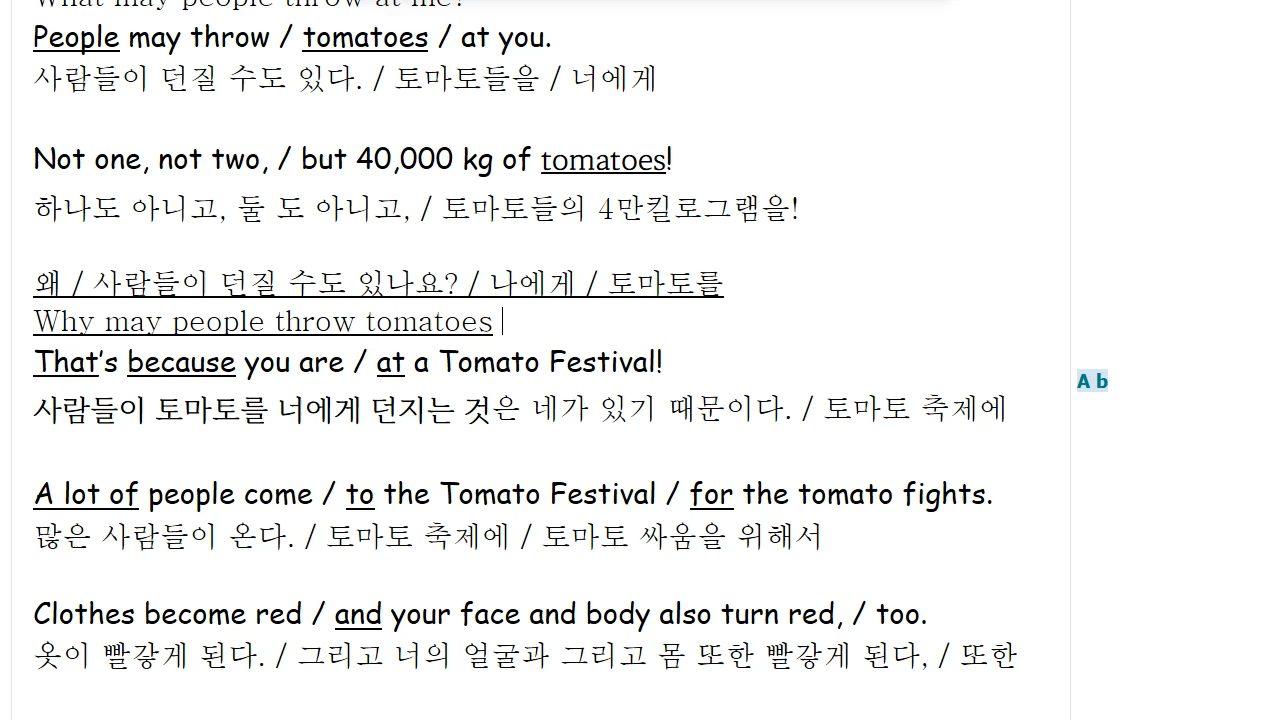 What may people throw at me?
People may throw / tomatoes / at you.
사람들이 던질 수도 있다. / 토마토들을 / 너에게
Not one, not two, / but 40,000 kg of tomatoes!
하나도 아니고, 둘 도 아니고, / 토마토들의 4만킬로그램을!
왜 / 사람들이 던질 수도 있나요? / 나에게 / 토마토를
Why may people throw tomatoes
That's because you are / at a Tomato Festival!
A b
사람들이 토마토를 너에게 던지는 것은 네가 있기 때문이다. / 토마토 축제에
A lot of people come / to the Tomato Festival / for the tomato fights.
많은 사람들이 온다. / 토마토 축제에 / 토마토 싸움을 위해서
Clothes become red / and your face and body also turn red, / too.
옷이 빨갛게 된다. / 그리고 너의 얼굴과 그리고 몸 또한 빨갛게 된다, / 또한